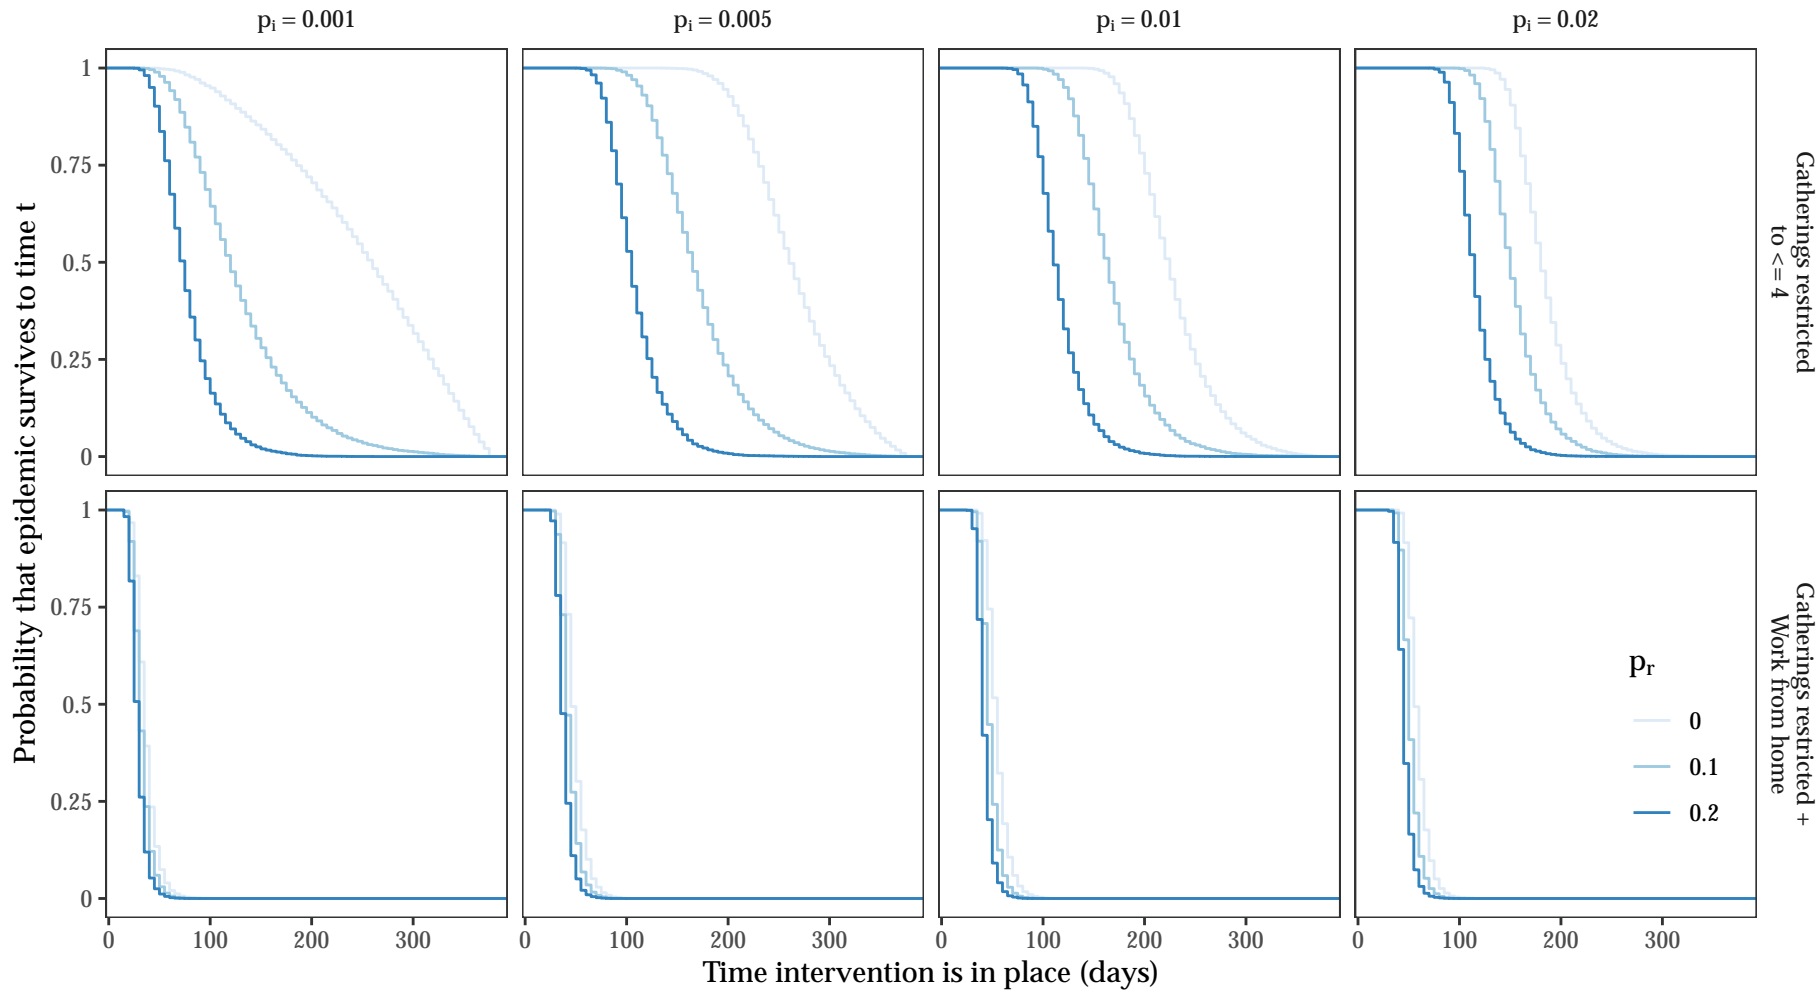 pi = 0.001
pi = 0.005
pi = 0.01
pi = 0.02
Probability that epidemic survives to time t
1
0.75
0.5
0.25
0
Gatherings restricted
to <= 4
1
0.75
0.5
0.25
0
Gatherings restricted +
Work from home
pr
0
0.1
0.2
0 100 200 300
0 100 200 300
0 100 200 300
0 100 200 300
Time intervention is in place (days)